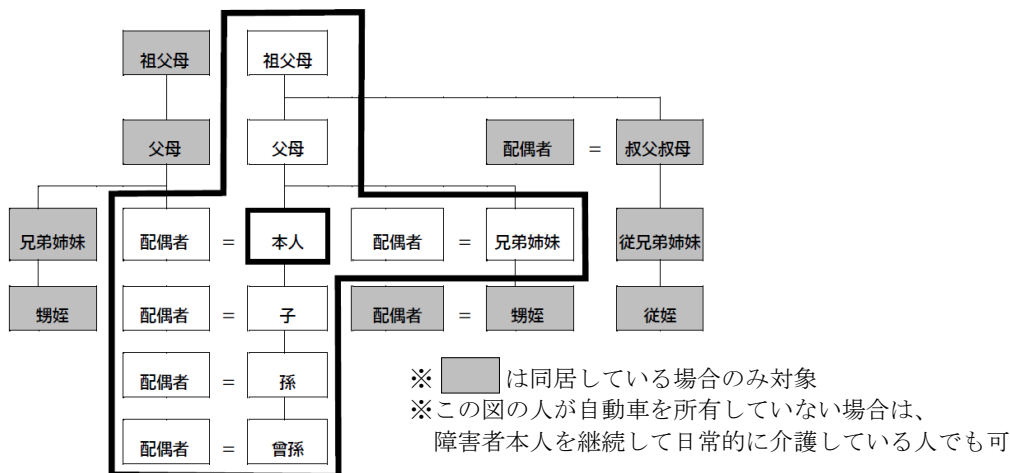 祖父母 祖父母
父母 父母 配偶者 = 叔父叔母
兄弟姉妹 配偶者 = 本人 配偶者 = 兄弟姉妹 従兄弟姉妹
甥姪 配偶者 = 子 配偶者 = 甥姪 従姪
配偶者 = 孫
配偶者 = 曾孫
※ は同居している場合のみ対象
※この図の人が自動車を所有していない場合は、
障害者本人を継続して日常的に介護している人でも可